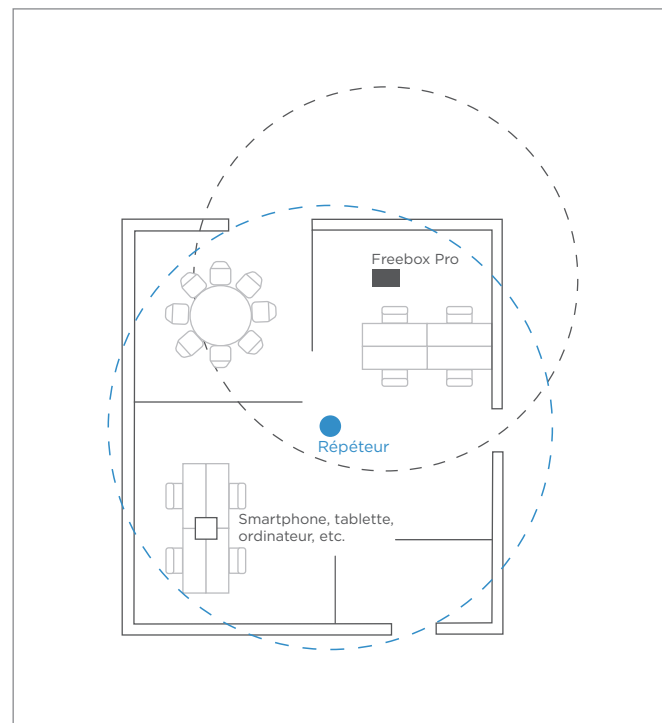 Freebox Pro
Répéteur
Smartphone, tablette,
ordinateur, etc.